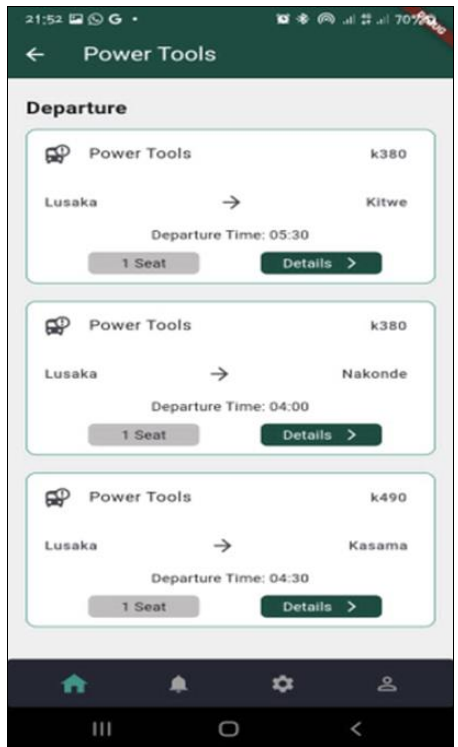 21:52 G • 70%
DEBUG
Power Tools
Departure
Power Tools k380
Lusaka → Kitwe
Departure Time: 05:30
1 Seat Details >
Power Tools k380
Lusaka → Nakonde
Departure Time: 04:00
1 Seat Details >
Power Tools k490
Lusaka → Kasama
Departure Time: 04:30
1 Seat Details >